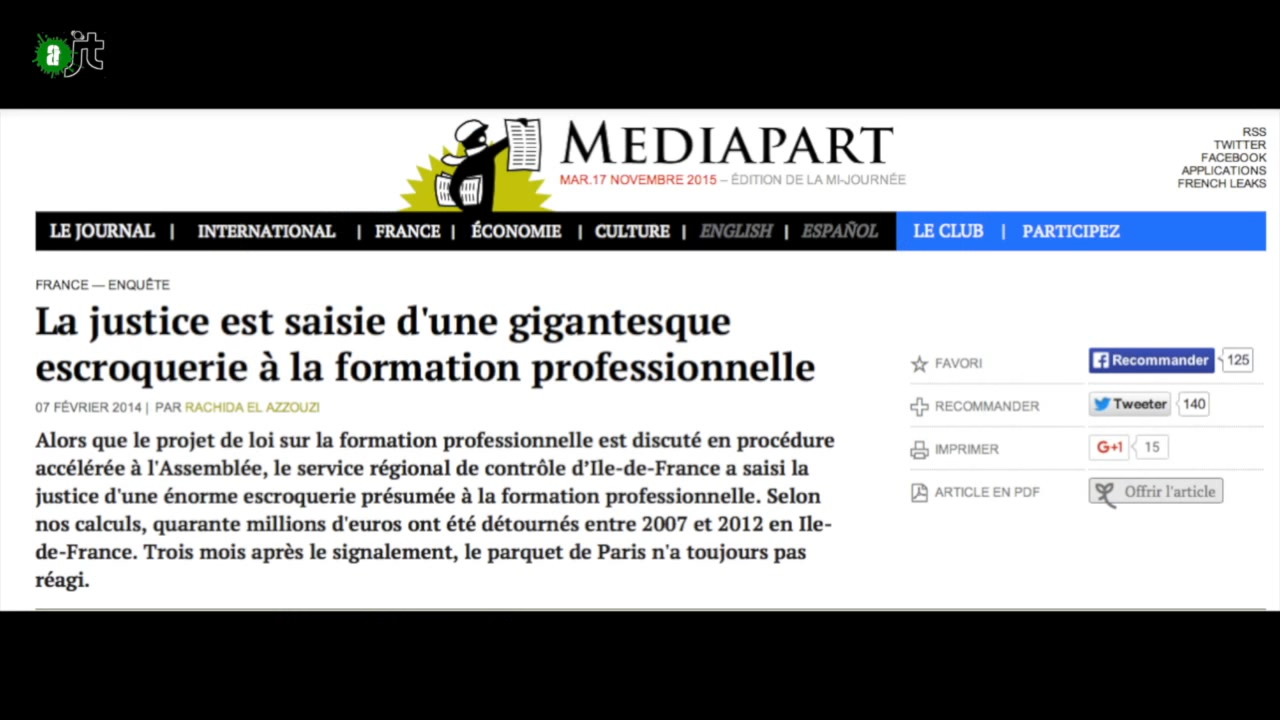 a jt
MEDIAPART
MAR.17 NOVEMBRE 2015 – ÉDITION DE LA MI-JOURNÉE
RSS
TWITTER
FACEBOOK
APPLICATIONS
FRENCH LEAKS
LE JOURNAL | INTERNATIONAL | FRANCE | ÉCONOMIE | CULTURE | ENGLISH | ESPAÑOL LE CLUB | PARTICIPEZ
FRANCE — ENQUÊTE
La justice est saisie d'une gigantesque
escroquerie à la formation professionnelle
07 FÉVRIER 2014 | PAR RACHIDA EL AZZOUZI
Alors que le projet de loi sur la formation professionnelle est discuté en procédure
accélérée à l'Assemblée, le service régional de contrôle d’Ile-de-France a saisi la
justice d'une énorme escroquerie présumée à la formation professionnelle. Selon
nos calculs, quarante millions d'euros ont été détournés entre 2007 et 2012 en Ile-
de-France. Trois mois après le signalement, le parquet de Paris n'a toujours pas
réagi.
FAVORI
Recommander 125
RECOMMANDER
Tweeter 140
IMPRIMER
G+1 15
ARTICLE EN PDF
Offrir l'article